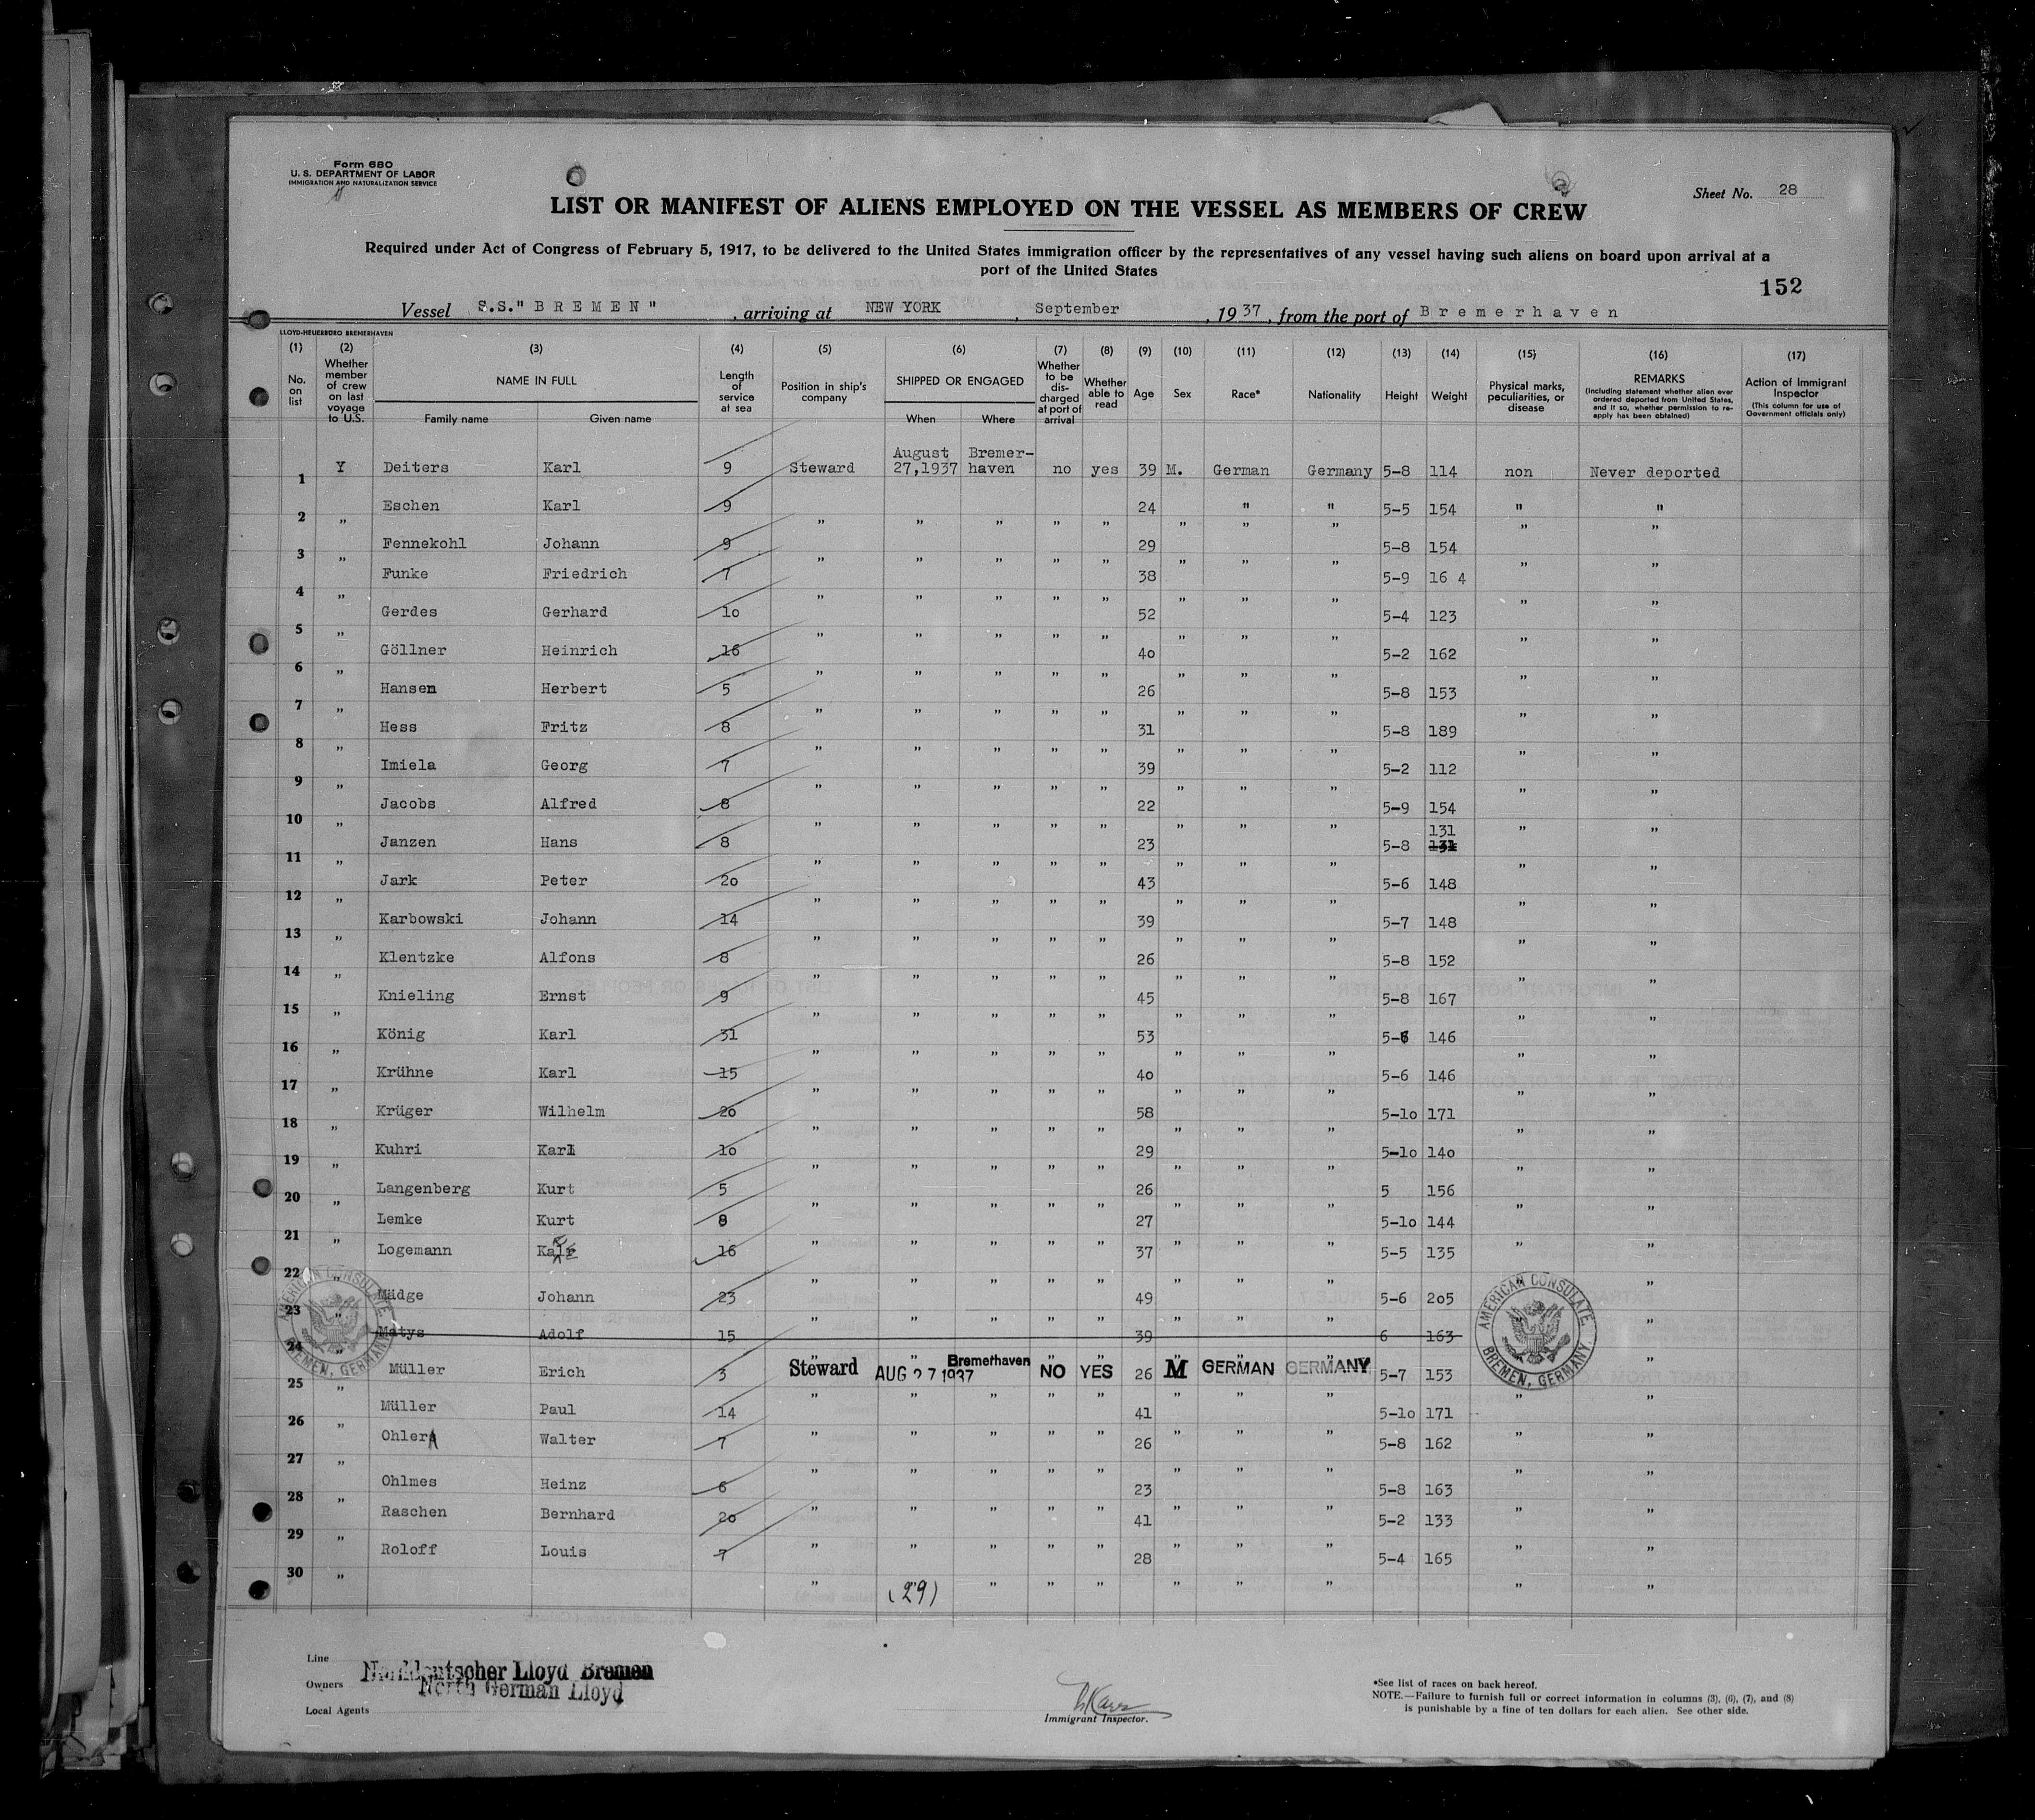 Form 680
U. S. DEPARTMENT OF LABOR
IMMIGRATION AND NATURALIZATION SERVICE
Sheet No. 28
LIST OR MANIFEST OF ALIENS EMPLOYED ON THE VESSEL AS MEMBERS OF CREW
Required under Act of Congress of February 5, 1917, to be delivered to the United States immigration officer by the representatives of any vessel having such aliens on board upon arrival at a
port of the United States
152
Vessel S.S."BREMEN", arriving at NEW YORK, September, 1937, from the port of Bremerhaven
LLOYD-HEUERBÜRO BREMERHAVEN
(1) (2) (3) (4) (5) (6) (7) (8) (9) (10) (11) (12) (13) (14) (15) (16) (17)
No. on list
Whether member of crew on last voyage to U.S.
NAME IN FULL
Family name Given name
Length of service at sea
Position in ship's company
SHIPPED OR ENGAGED
When Where
Whether to be discharged at port of arrival
Whether able to read
Age Sex Race* Nationality Height Weight
Physical marks, peculiarities, or disease
REMARKS
(Including statement whether alien ever ordered deported from United States, and if so, whether permission to reapply has been obtained)
Action of Immigrant Inspector
(This column for use of Government officials only)
1 Y Deiters Karl 9 Steward August 27,1937 Bremerhaven no yes 39 M. German Germany 5-8 114 non Never deported
2 " Eschen Karl 9 " " " " " 24 " " " 5-5 154 " "
3 " Fennekohl Johann 9 " " " " " 29 " " " 5-8 154 " "
4 " Funke Friedrich 7 " " " " " 38 " " " 5-9 16 4 " "
5 " Gerdes Gerhard 1o " " " " " 52 " " " 5-4 123 " "
6 " Göllner Heinrich 16 " " " " " 4o " " " 5-2 162 " "
7 " Hansen Herbert 5 " " " " " 26 " " " 5-8 153 " "
8 " Hess Fritz 8 " " " " " 31 " " " 5-8 189 " "
9 " Imiela Georg 7 " " " " " 39 " " " 5-2 112 " "
10 " Jacobs Alfred 8 " " " " " 22 " " " 5-9 154 " "
11 " Janzen Hans 8 " " " " " 23 " " " 5-8 131 " "
12 " Jark Peter 2o " " " " " 43 " " " 5-6 148 " "
13 " Karbowski Johann 14 " " " " " 39 " " " 5-7 148 " "
14 " Klentzke Alfons 8 " " " " " 26 " " " 5-8 152 " "
15 " Knieling Ernst 9 " " " " " 45 " " " 5-8 167 " "
16 " König Karl 31 " " " " " 53 " " " 146 " "
17 " Krühne Karl 15 " " " " " 4o " " " 5-6 146 " "
18 " Krüger Wilhelm 2o " " " " " 58 " " " 5-1o 171 " "
19 " Kuhri Karl 1o " " " " " 29 " " " 5-1o 14o " "
20 " Langenberg Kurt 5 " " " " " 26 " " " 5 156 " "
21 " Lemke Kurt 8 " " " " " 27 " " " 5-1o 144 " "
22 " Logemann 16 " " " " " 37 " " " 5-5 135 " "
23 " Mädge Johann 23 " " " " " 49 " " " 5-6 2o5 " "
24 " Matys Adolf 15 " " " " " 39 " " " 6 163 " "
25 " Müller Erich 3 Steward AUG 27 1937 Bremerhaven NO YES 26 M GERMAN GERMANY 5-7 153 " "
26 " Müller Paul 14 " " " " " 41 " " " 5-1o 171 " "
27 " Ohler Walter 7 " " " " " 26 " " " 5-8 162 " "
28 " Ohlmes Heinz 6 " " " " " 23 " " " 5-8 163 " "
29 " Raschen Bernhard 2o " " " " " 41 " " " 5-2 133 " "
30 " Roloff Louis 7 " " " " " 28 " " " 5-4 165 " "
(29)
AMERICAN CONSULATE
BREMEN, GERMANY
AMERICAN CONSULATE
BREMEN, GERMANY.
Line
Owners
Local Agents
Norddeutscher Lloyd Bremen
North German Lloyd
Immigrant Inspector.
*See list of races on back hereof.
NOTE.—Failure to furnish full or correct information in columns (3), (6), (7), and (8)
is punishable by a fine of ten dollars for each alien. See other side.